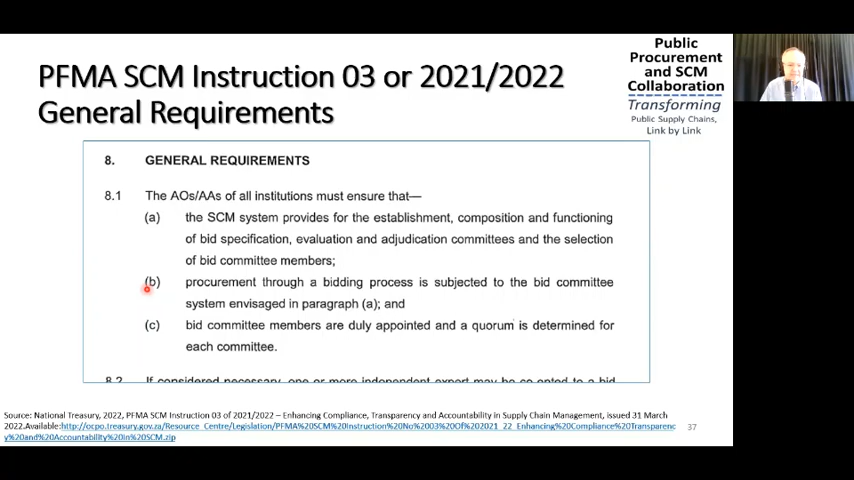 PFMA SCM Instruction 03 or 2021/2022
General Requirements
Public
Procurement
and SCM
Collaboration
Transforming
Public Supply Chains,
Link by Link
8. GENERAL REQUIREMENTS
8.1 The AOs/AAs of all institutions must ensure that—
(a) the SCM system provides for the establishment, composition and functioning
of bid specification, evaluation and adjudication committees and the selection
of bid committee members;
(b) procurement through a bidding process is subjected to the bid committee
system envisaged in paragraph (a); and
(c) bid committee members are duly appointed and a quorum is determined for
each committee.
8.2 If considered necessary, one or more independent expert may be co-opted to a bid
Source: National Treasury, 2022, PFMA SCM Instruction 03 of 2021/2022 – Enhancing Compliance, Transparency and Accountability in Supply Chain Management, issued 31 March
2022.Available:http://ocpo.treasury.gov.za/Resource_Centre/Legislation/PFMA%20SCM%20Instruction%20No%2003%20Of%202021_22_Enhancing%20Compliance%20Transparenc
y%20and%20Accountability%20in%20SCM.zip
37